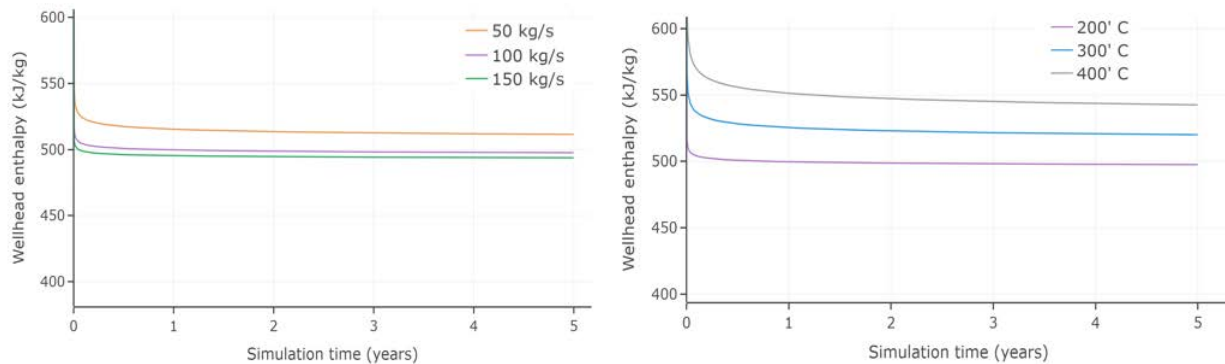 600
550
500
450
400
Wellhead enthalpy (kJ/kg)
50 kg/s
100 kg/s
150 kg/s
0 1 2 3 4 5
Simulation time (years)
600
550
500
450
400
Wellhead enthalpy (kJ/kg)
200' C
300' C
400' C
0 1 2 3 4 5
Simulation time (years)